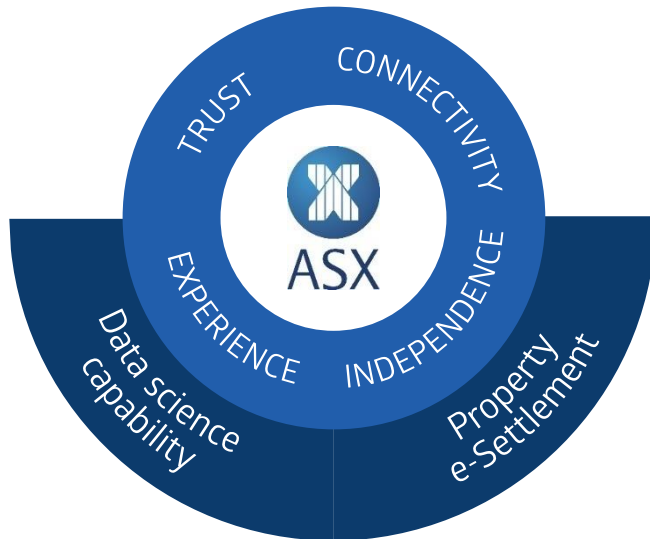 TRUST
CONNECTIVITY
ASX
EXPERIENCE
INDEPENDENCE
Data science
capability
Property
e-Settlement